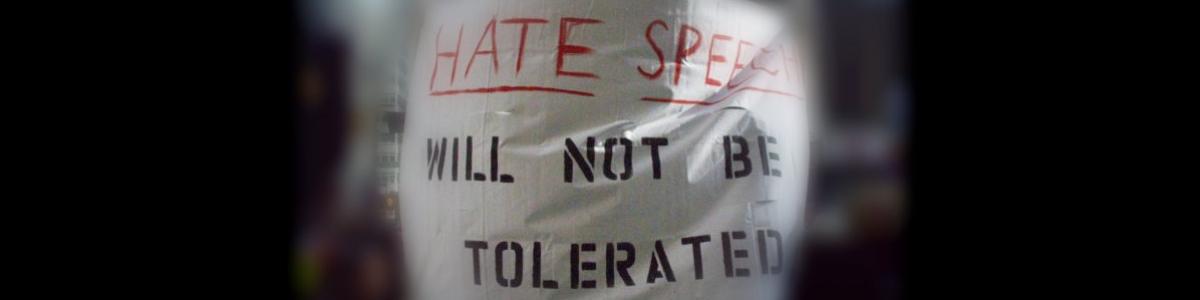 HATE SPEECH
WILL NOT BE
TOLERATED